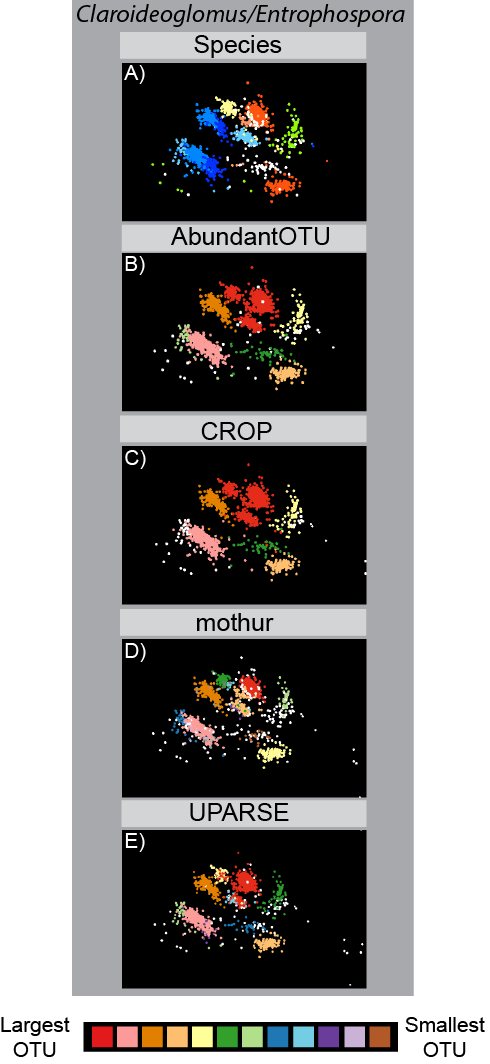 Claroideoglomus/Entrophospora
Species
A)
AbundantOTU
B)
CROP
C)
mothur
D)
UPARSE
E)
Largest OTU
Smallest OTU